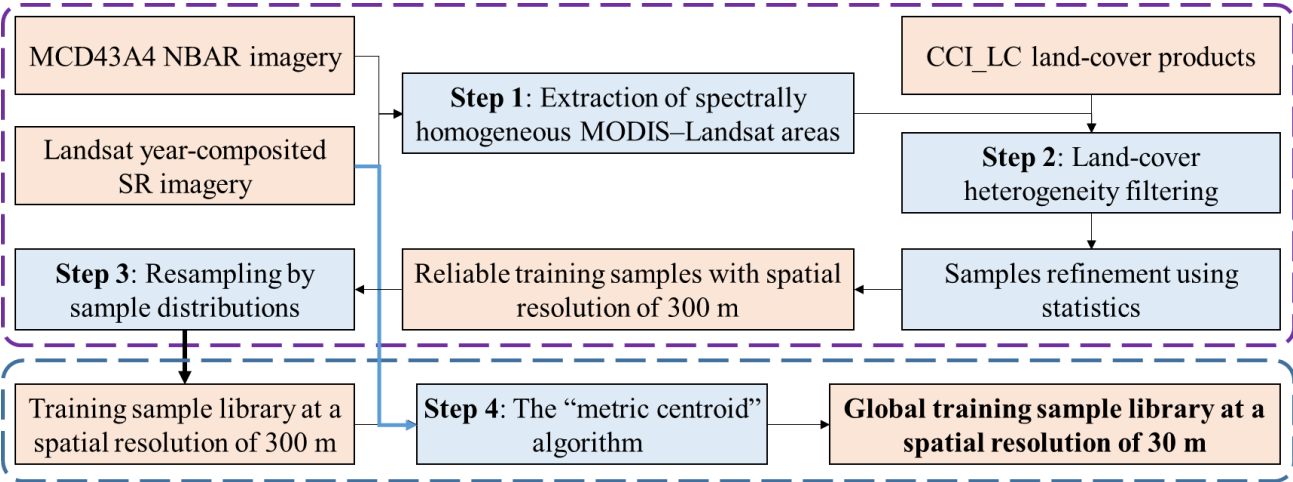 MCD43A4 NBAR imagery
CCI_LC land-cover products
Step 1: Extraction of spectrally
homogeneous MODIS–Landsat areas
Landsat year-composited
SR imagery
Step 2: Land-cover
heterogeneity filtering
Step 3: Resampling by
sample distributions
Reliable training samples with spatial
resolution of 300 m
Samples refinement using
statistics
Training sample library at a
spatial resolution of 300 m
Step 4: The “metric centroid”
algorithm
Global training sample library at a
spatial resolution of 30 m